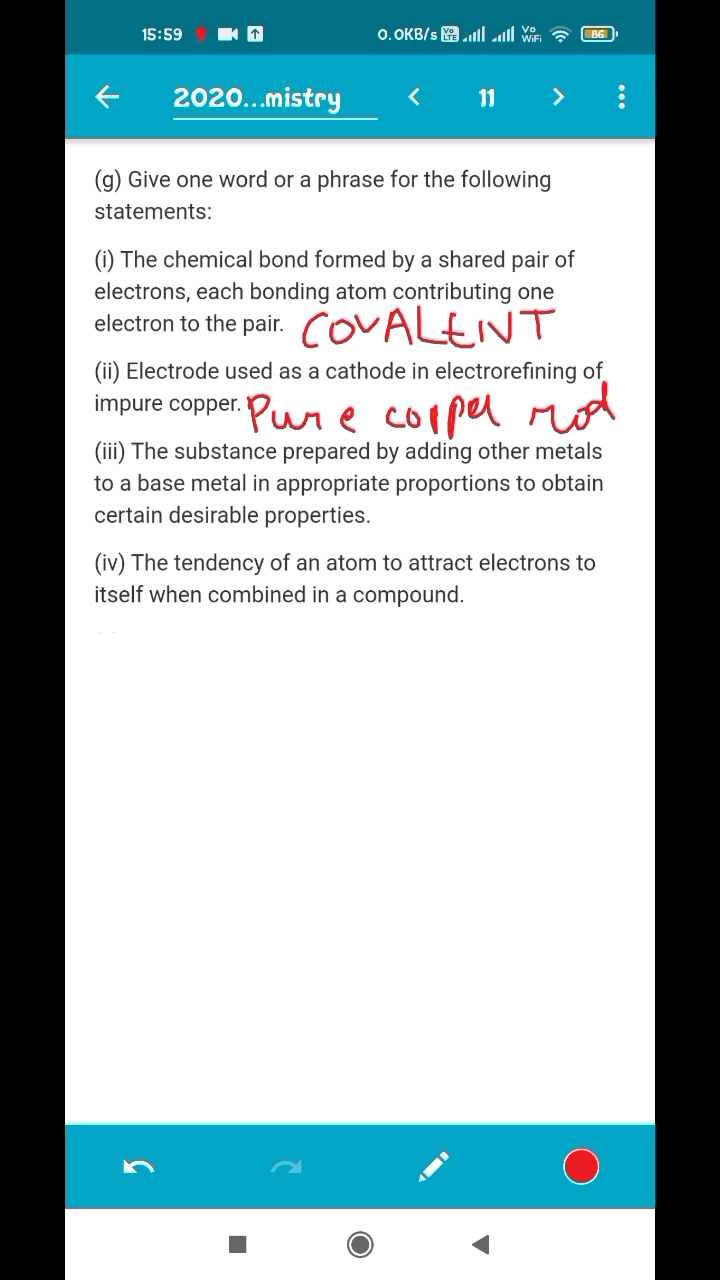 15:59 0.0KB/s Vo LTE Vo WiFi 86
2020...mistry 11
(g) Give one word or a phrase for the following
statements:
(i) The chemical bond formed by a shared pair of
electrons, each bonding atom contributing one
electron to the pair. COVALENT
(ii) Electrode used as a cathode in electrorefining of
impure copper. Pure copper rod
(iii) The substance prepared by adding other metals
to a base metal in appropriate proportions to obtain
certain desirable properties.
(iv) The tendency of an atom to attract electrons to
itself when combined in a compound.